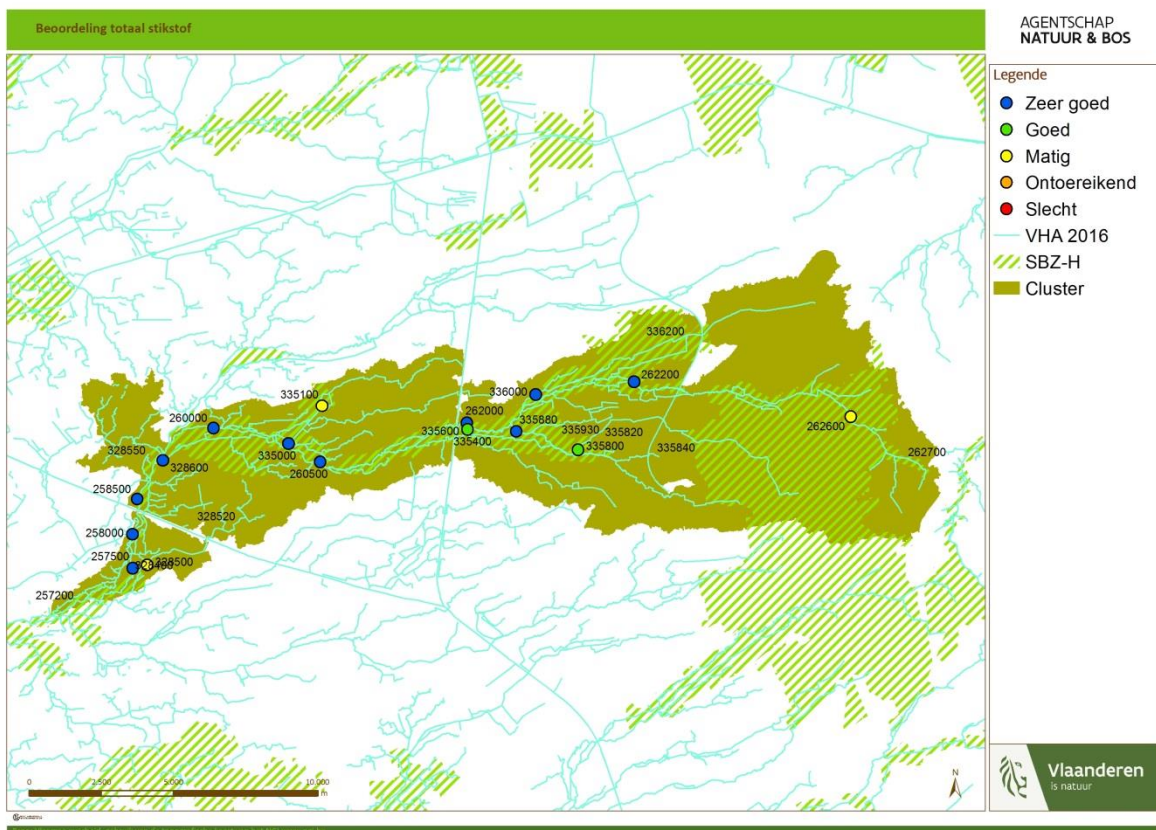 Beoordeling totaal stikstof
AGENTSCHAP
NATUUR & BOS
Legende
Zeer goed
Goed
Matig
Ontoereikend
Slecht
VHA 2016
SBZ-H
Cluster
336200
262200
335100
336000
260000
262000
335880
335930
335820
335600
335400
335800
335840
262600
262700
335000
260500
328550
328600
258500
328520
258000
257500
328500
257200
0 2.500 5.000 10.000
m
N
Vlaanderen
is natuur